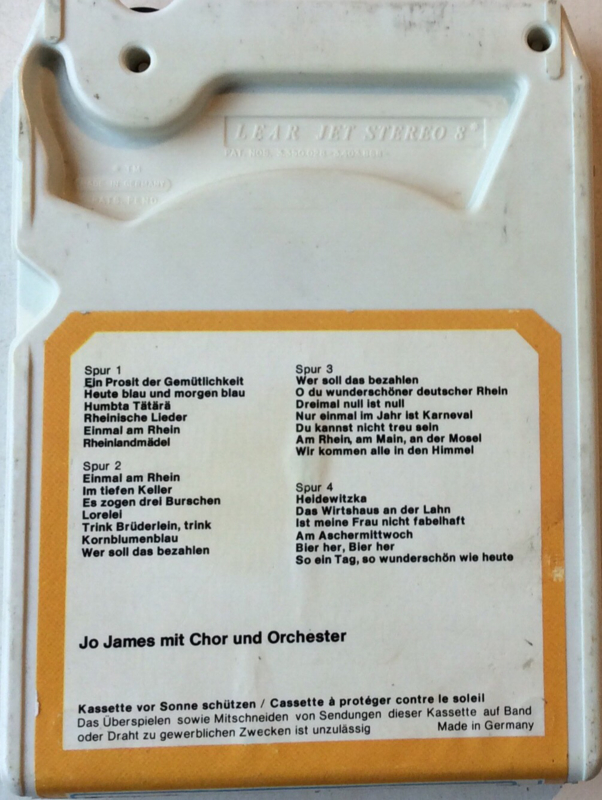 LEAR JET STEREO 8
Spur 1
Ein Prosit der Gemütlichkeit
Heute blau und morgen blau
Humbta Tätärä
Rheinische Lieder
Einmal am Rhein
Rheinlandmädel
Spur 2
Einmal am Rhein
Im tiefen Keller
Es zogen drei Burschen
Lorelei
Trink Brüderlein, trink
Kornblumenblau
Wer soll das bezahlen
Spur 3
Wer soll das bezahlen
O du wunderschöner deutscher Rhein
Dreimal null ist null
Nur einmal im Jahr ist Karneval
Du kannst nicht treu sein
Am Rhein, am Main, an der Mosel
Wir kommen alle in den Himmel
Spur 4
Heidewitzka
Das Wirtshaus an der Lahn
Ist meine Frau nicht fabelhaft
Am Aschermittwoch
Bier her, Bier her
So ein Tag, so wunderschön wie heute
Jo James mit Chor und Orchester
Kassette vor Sonne schützen / Cassette à protéger contre le soleil
Das Überspielen sowie Mitschneiden von Sendungen dieser Kassette auf Band
oder Draht zu gewerblichen Zwecken ist unzulässig Made in Germany